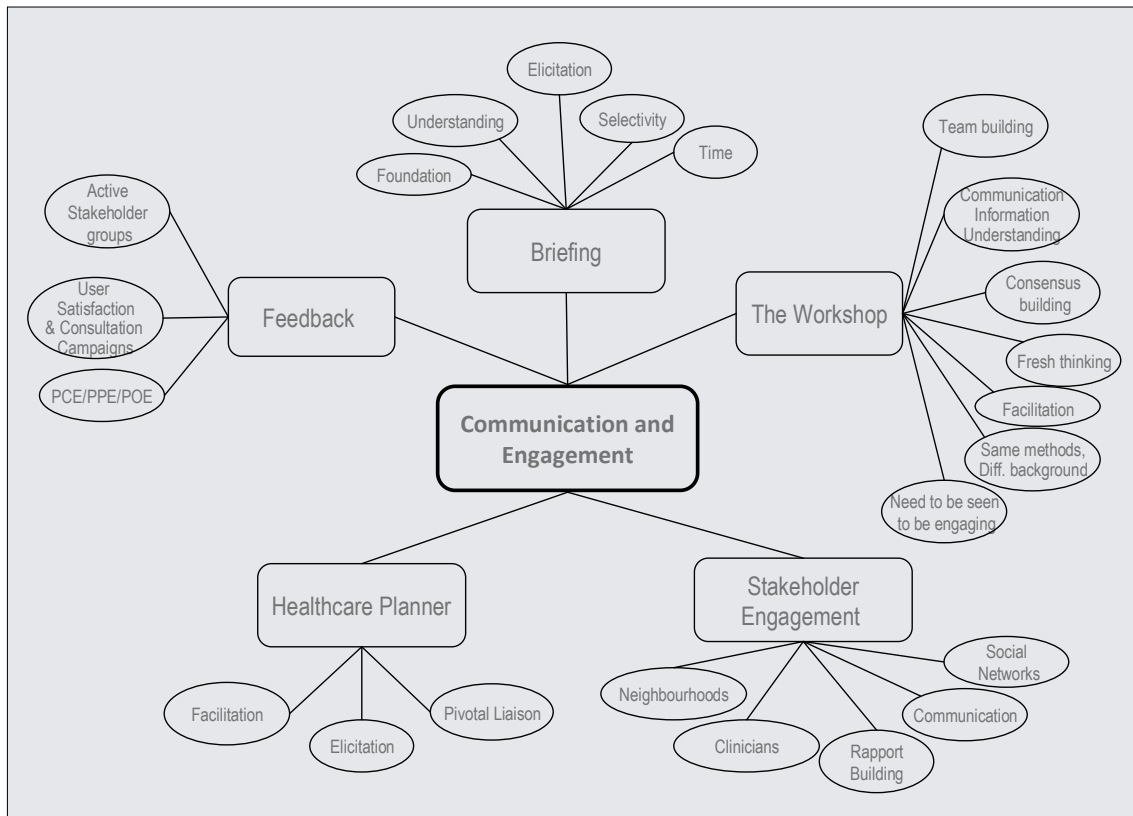 Elicitation
Understanding
Selectivity
Foundation
Time
Briefing
Active
Stakeholder
groups
User
Satisfaction
& Consultation
Campaigns
PCE/PPE/POE
Feedback
Team building
Communication
Information
Understanding
Consensus
building
Fresh thinking
Facilitation
Same methods,
Diff. background
Need to be seen
to be engaging
The Workshop
Communication and
Engagement
Healthcare Planner
Facilitation
Elicitation
Pivotal Liaison
Stakeholder
Engagement
Neighbourhoods
Clinicians
Rapport
Building
Communication
Social
Networks